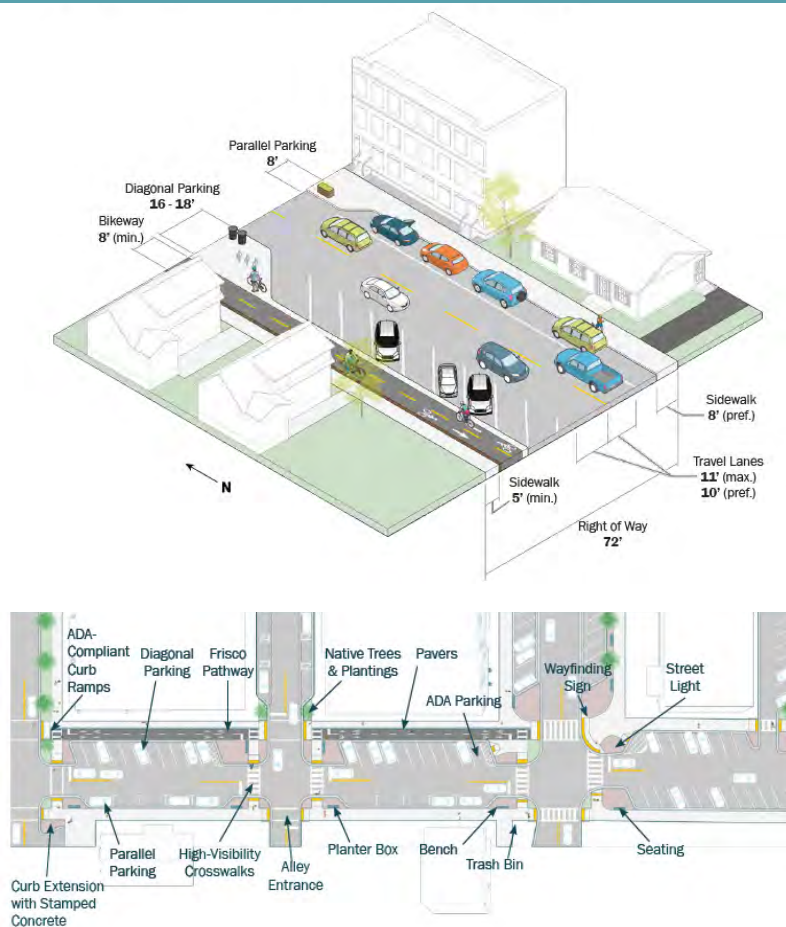 Parallel Parking
8'
Diagonal Parking
16 - 18'
Bikeway
8' (min.)
Sidewalk
8' (pref.)
Travel Lanes
11' (max.)
10' (pref.)
Sidewalk
5' (min.)
Right of Way
72'
N
ADA-
Compliant
Curb
Ramps
Diagonal
Parking
Frisco
Pathway
Native Trees
& Plantings
Pavers
ADA Parking
Wayfinding
Sign
Street
Light
Parallel
Parking
High-Visibility
Crosswalks
Alley
Entrance
Planter Box
Bench
Trash Bin
Seating
Curb Extension
with Stamped
Concrete